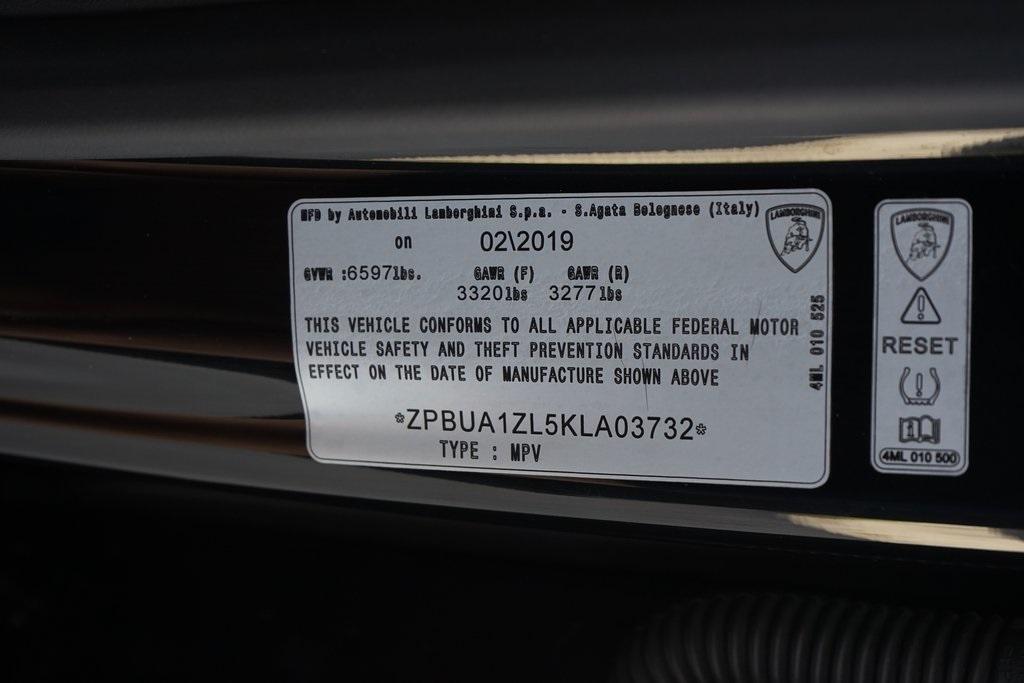 MFD by Automobili Lamborghini S.p.a. - S.Agata Bolognese (Italy)
on 02\2019
GVWR :6597lbs. GAWR (F) GAWR (R)
3320lbs 3277lbs
THIS VEHICLE CONFORMS TO ALL APPLICABLE FEDERAL MOTOR
VEHICLE SAFETY AND THEFT PREVENTION STANDARDS IN
EFFECT ON THE DATE OF MANUFACTURE SHOWN ABOVE
*ZPBUA1ZL5KLA03732*
TYPE : MPV
4ML 010 525
LAMBORGHINI
LAMBORGHINI
RESET
4ML 010 500